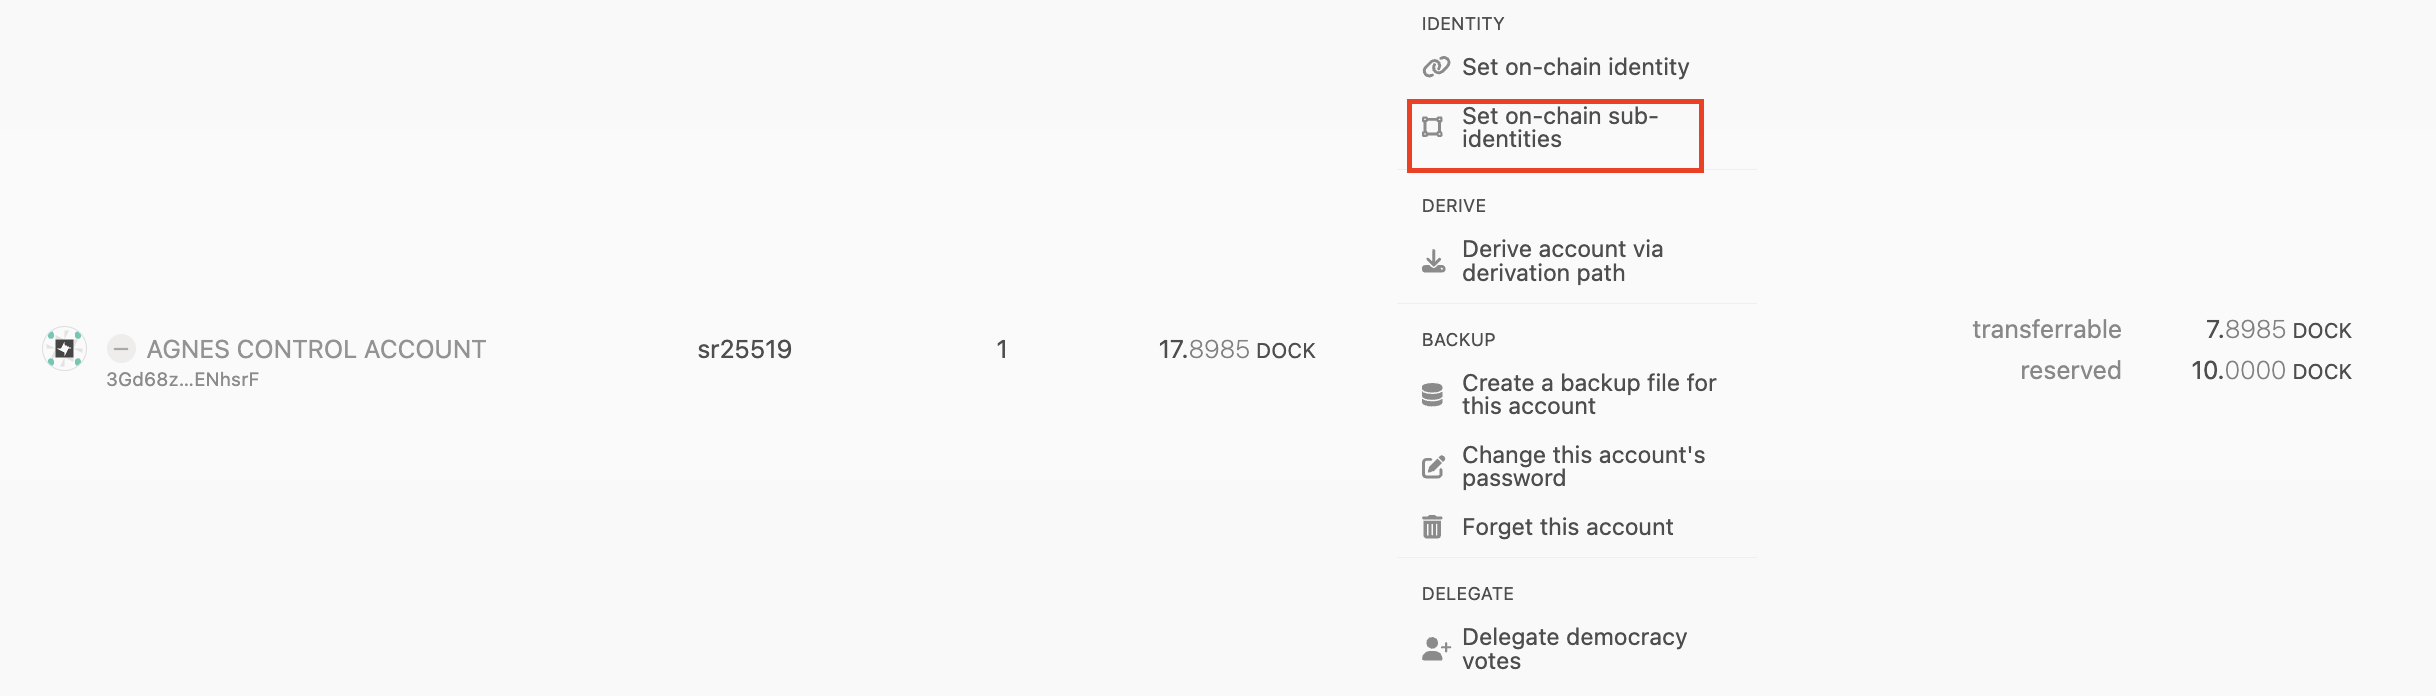 IDENTITY
Set on-chain identity
Set on-chain sub-
identities
DERIVE
Derive account via
derivation path
AGNES CONTROL ACCOUNT
3Gd68z...ENhsrF
sr25519
1
17.8985 DOCK
BACKUP
Create a backup file for
this account
Change this account's
password
Forget this account
DELEGATE
Delegate democracy
votes
transferrable 7.8985 DOCK
reserved 10.0000 DOCK